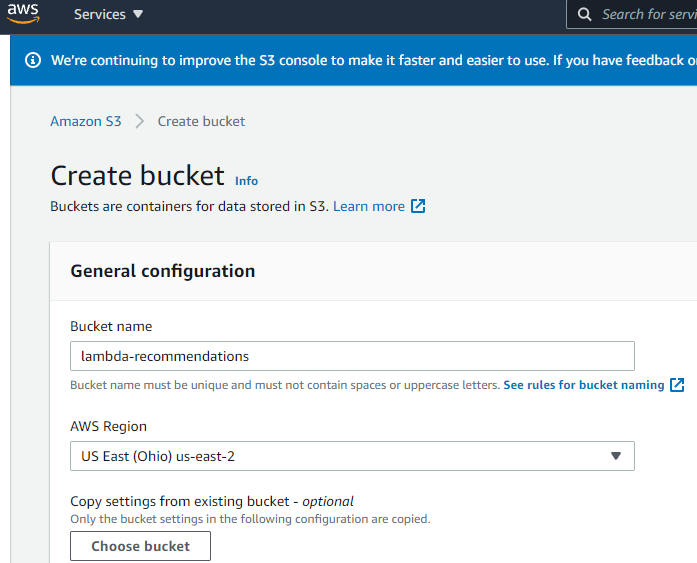 aws
Services
Search for servi
We're continuing to improve the S3 console to make it faster and easier to use. If you have feedback o
Amazon S3 Create bucket
Create bucket Info
Buckets are containers for data stored in S3. Learn more
General configuration
Bucket name
lambda-recommendations
Bucket name must be unique and must not contain spaces or uppercase letters. See rules for bucket naming
AWS Region
US East (Ohio) us-east-2
Copy settings from existing bucket - optional
Only the bucket settings in the following configuration are copied.
Choose bucket